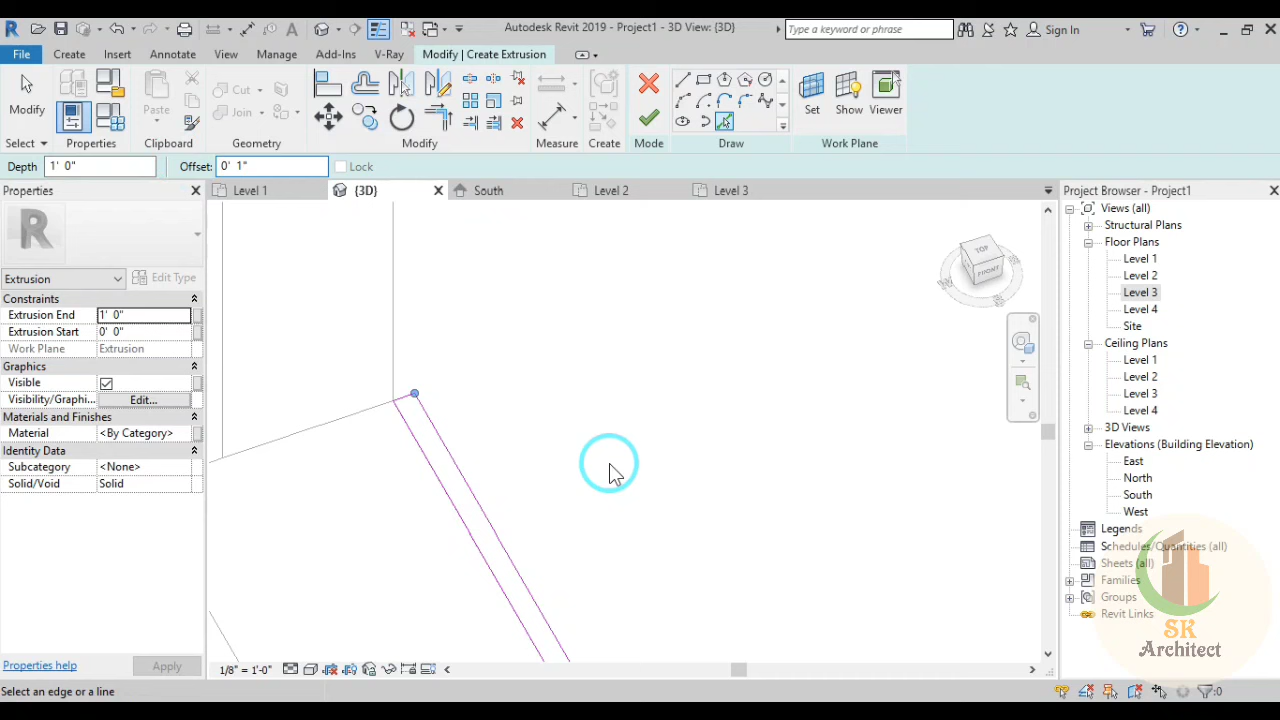 Autodesk Revit 2019 - Project1 - 3D View: {3D}
Type a keyword or phrase
Sign In
File Create Insert Annotate View Manage Add-Ins V-Ray Modify | Create Extrusion
Modify
Paste
Cut
Join
Set Show Viewer
Select Properties Clipboard Geometry Modify Measure Create Mode Draw Work Plane
Depth 1' 0" Offset: 0' 1" Lock
Properties
Level 1 {3D} South Level 2 Level 3
Project Browser - Project1
R
Extrusion Edit Type
Constraints
Extrusion End 1' 0"
Extrusion Start 0' 0"
Work Plane Extrusion
Graphics
Visible
Visibility/Graphi... Edit...
Materials and Finishes
Material <By Category>
Identity Data
Subcategory <None>
Solid/Void Solid
Properties help Apply
TOP
FRONT
Views (all)
Structural Plans
Floor Plans
Level 1
Level 2
Level 3
Level 4
Site
Ceiling Plans
Level 1
Level 2
Level 3
Level 4
3D Views
Elevations (Building Elevation)
East
North
South
West
Legends
Schedules/Quantities (all)
Sheets (all)
Families
Groups
Revit Links
SK
Architect
1/8" = 1'-0"
Select an edge or a line
:0